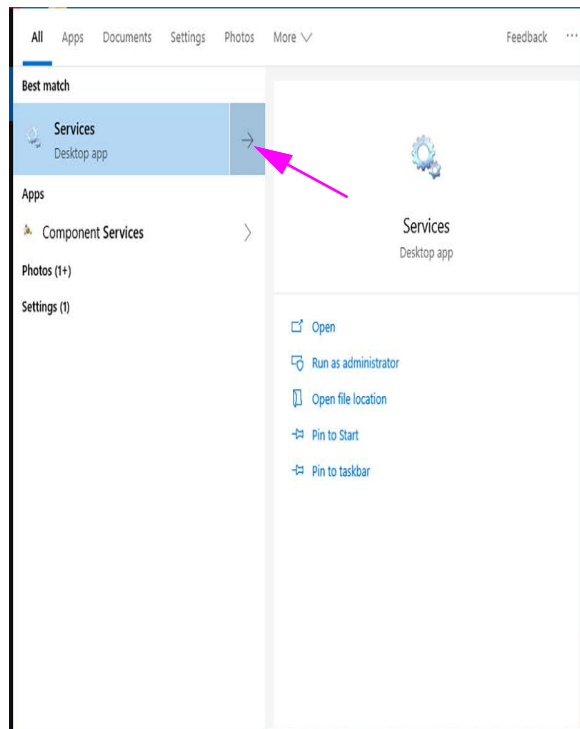 All Apps Documents Settings Photos More Feedback ...
Best match
Services
Desktop app
Apps
Component Services
Photos (1+)
Settings (1)
Services
Desktop app
Open
Run as administrator
Open file location
Pin to Start
Pin to taskbar